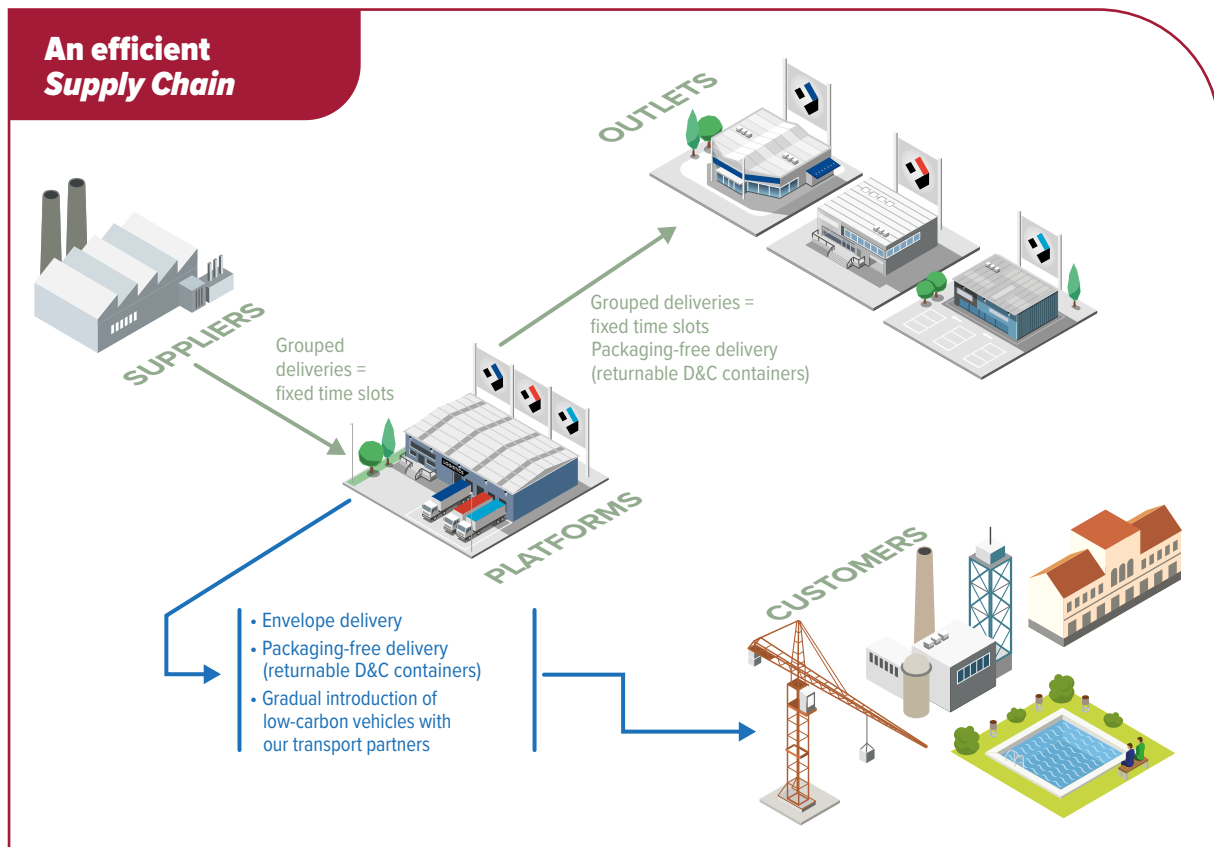 An efficient
Supply Chain
OUTLETS
SUPPLIERS
Grouped
deliveries =
fixed time slots
Grouped deliveries =
fixed time slots
Packaging-free delivery
(returnable D&C containers)
PLATFORMS
CUSTOMERS
• Envelope delivery
• Packaging-free delivery
(returnable D&C containers)
• Gradual introduction of
low-carbon vehicles with
our transport partners